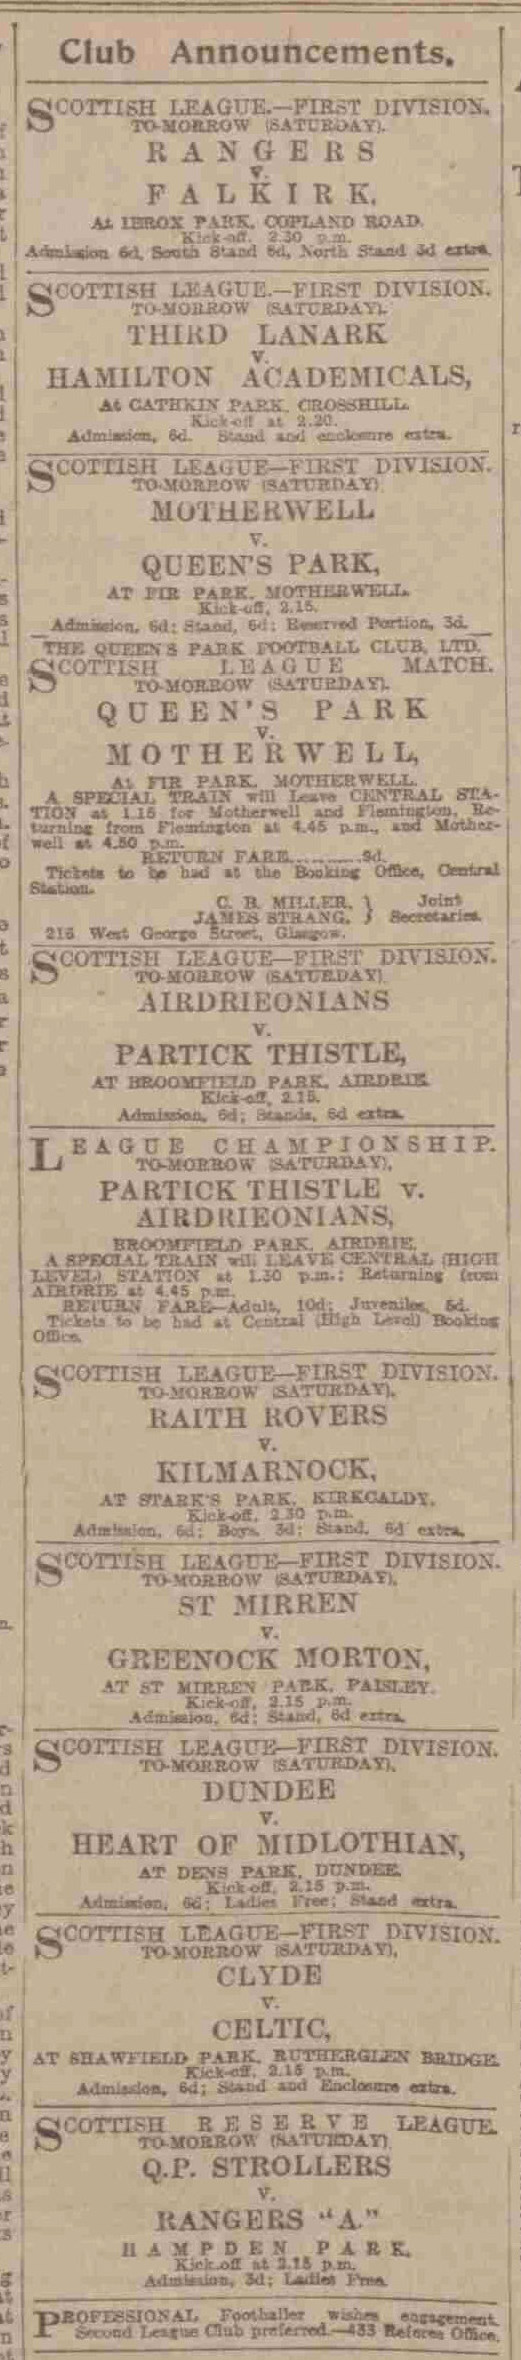 Club Announcements.
SCOTTISH LEAGUE.—FIRST DIVISION.
TO-MORROW (SATURDAY).
RANGERS
v.
FALKIRK,
At IBROX PARK, COPLAND ROAD.
Kick-off, 2.30 p.m.
Admission 6d, South Stand 6d, North Stand 3d extra.
SCOTTISH LEAGUE.—FIRST DIVISION.
TO-MORROW (SATURDAY).
THIRD LANARK
v.
HAMILTON ACADEMICALS,
At CATHKIN PARK, CROSSHILL.
Kick-off at 2.20.
Admission, 6d. Stand and enclosure extra.
SCOTTISH LEAGUE—FIRST DIVISION.
TO-MORROW (SATURDAY)
MOTHERWELL
v.
QUEEN'S PARK,
AT FIR PARK, MOTHERWELL.
Kick-off, 2.15.
Admission, 6d; Stand, 6d; Reserved Portion, 3d.
THE QUEEN'S PARK FOOTBALL CLUB, LTD.
SCOTTISH LEAGUE MATCH.
TO-MORROW (SATURDAY).
QUEEN'S PARK
v.
MOTHERWELL,
At FIR PARK, MOTHERWELL.
A SPECIAL TRAIN will Leave CENTRAL STA-
TION at 1.15 for Motherwell and Flemington, Re-
turning from Flemington at 4.45 p.m., and Mother-
well at 4.50 p.m.
RETURN FARE..........9d.
Tickets to be had at the Booking Office, Central
Station.
C. B. MILLER, } Joint
JAMES STRANG, } Secretaries.
216 West George Street, Glasgow.
SCOTTISH LEAGUE—FIRST DIVISION.
TO-MORROW (SATURDAY).
AIRDRIEONIANS
v.
PARTICK THISTLE,
AT BROOMFIELD PARK, AIRDRIE.
Kick-off, 2.15.
Admission, 6d; Stands, 6d extra.
LEAGUE CHAMPIONSHIP.
TO-MORROW (SATURDAY),
PARTICK THISTLE v.
AIRDRIEONIANS,
BROOMFIELD PARK, AIRDRIE.
A SPECIAL TRAIN will LEAVE CENTRAL (HIGH
LEVEL) STATION at 1.30 p.m.; Returning from
AIRDRIE at 4.45 p.m.
RETURN FARE—Adult, 10d; Juveniles, 5d.
Tickets to be had at Central (High Level) Booking
Office.
SCOTTISH LEAGUE—FIRST DIVISION.
TO-MORROW (SATURDAY),
RAITH ROVERS
v.
KILMARNOCK,
AT STARK'S PARK, KIRKCALDY,
Kick-off, 2.30 p.m.
Admission, 6d; Boys, 3d; Stand, 6d extra.
SCOTTISH LEAGUE—FIRST DIVISION.
TO-MORROW (SATURDAY),
ST MIRREN
v.
GREENOCK MORTON,
AT ST MIRREN PARK, PAISLEY.
Kick-off, 2.15 p.m.
Admission, 6d; Stand, 6d extra.
SCOTTISH LEAGUE—FIRST DIVISION.
TO-MORROW (SATURDAY),
DUNDEE
v.
HEART OF MIDLOTHIAN,
AT DENS PARK, DUNDEE.
Kick-off, 2.15 p.m.
Admission, 6d; Ladies Free; Stand extra.
SCOTTISH LEAGUE—FIRST DIVISION.
TO-MORROW (SATURDAY),
CLYDE
v.
CELTIC,
AT SHAWFIELD PARK, RUTHERGLEN BRIDGE.
Kick-off, 2.15 p.m.
Admission, 6d; Stand and Enclosure extra.
SCOTTISH RESERVE LEAGUE.
TO-MORROW (SATURDAY)
Q.P. STROLLERS
v.
RANGERS "A."
HAMPDEN PARK.
Kick-off at 2.15 p.m.
Admission, 3d; Ladies Free.
PROFESSIONAL Footballer wishes engagement.
Second League Club preferred.—433 Referee Office.